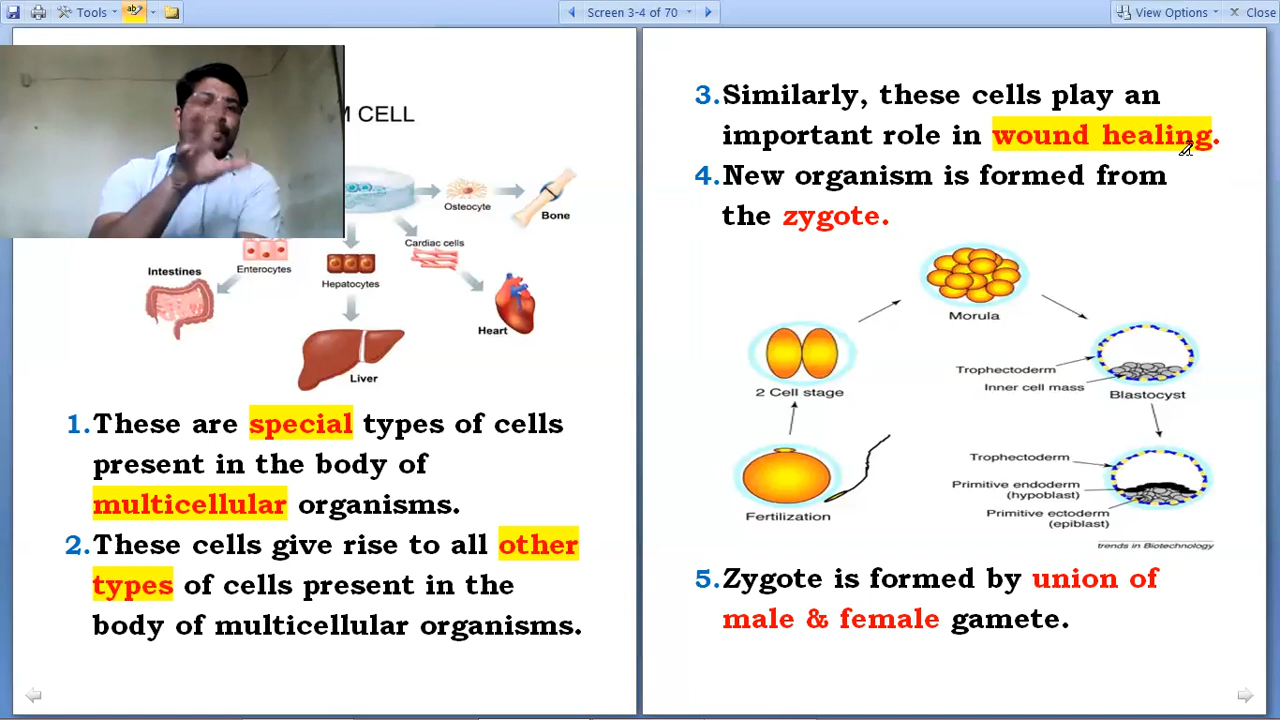 Tools
Screen 3-4 of 70
View Options
Close
M CELL
Osteocyte
Bone
Cardiac cells
Enterocytes
Intestines
Hepatocytes
Heart
Liver
1.These are special types of cells
present in the body of
multicellular organisms.
2.These cells give rise to all other
types of cells present in the
body of multicellular organisms.
3.Similarly, these cells play an
important role in wound healing.
4.New organism is formed from
the zygote.
Morula
2 Cell stage
Trophectoderm
Inner cell mass
Blastocyst
Fertilization
Trophectoderm
Primitive endoderm
(hypoblast)
Primitive ectoderm
(epiblast)
trends in Biotechnology
5.Zygote is formed by union of
male & female gamete.